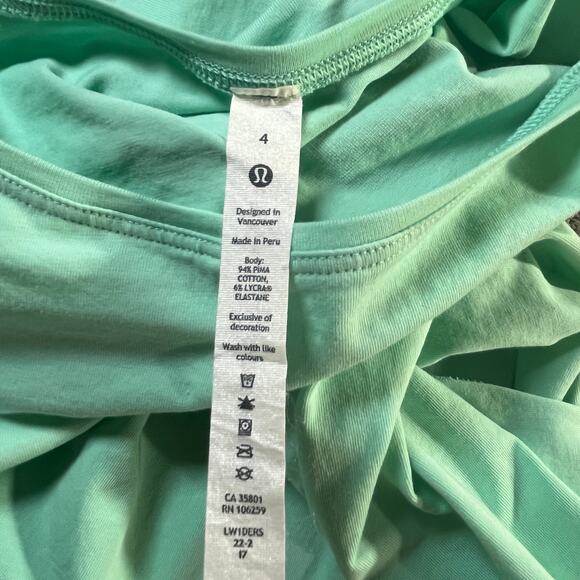 4
Designed in
Vancouver
Made in Peru
Body:
94% PIMA
COTTON,
6% LYCRA®
ELASTANE
Exclusive of
decoration
Wash with like
colours
CA 35801
RN 106259
LW1DERS
22-2
17